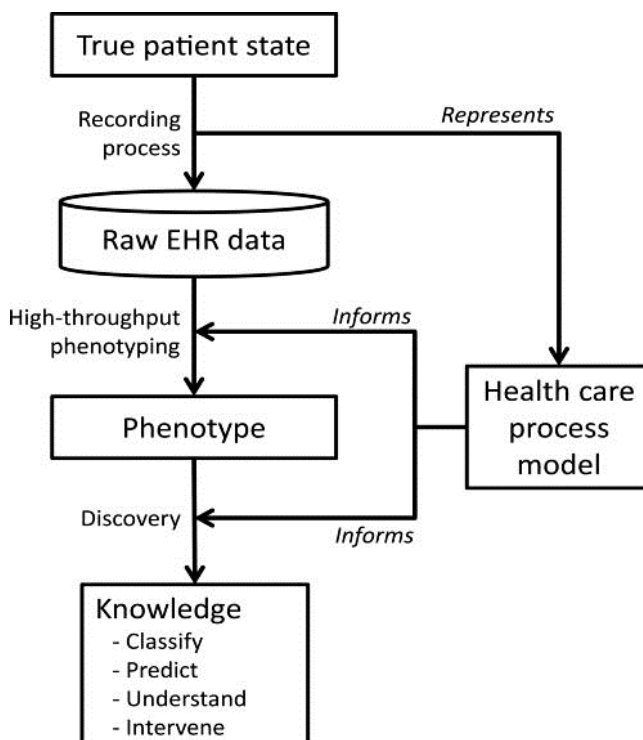 True patient state
Recording
process
Represents
Raw EHR data
High-throughput
phenotyping
Informs
Health care
process
model
Phenotype
Discovery
Informs
Knowledge
- Classify
- Predict
- Understand
- Intervene